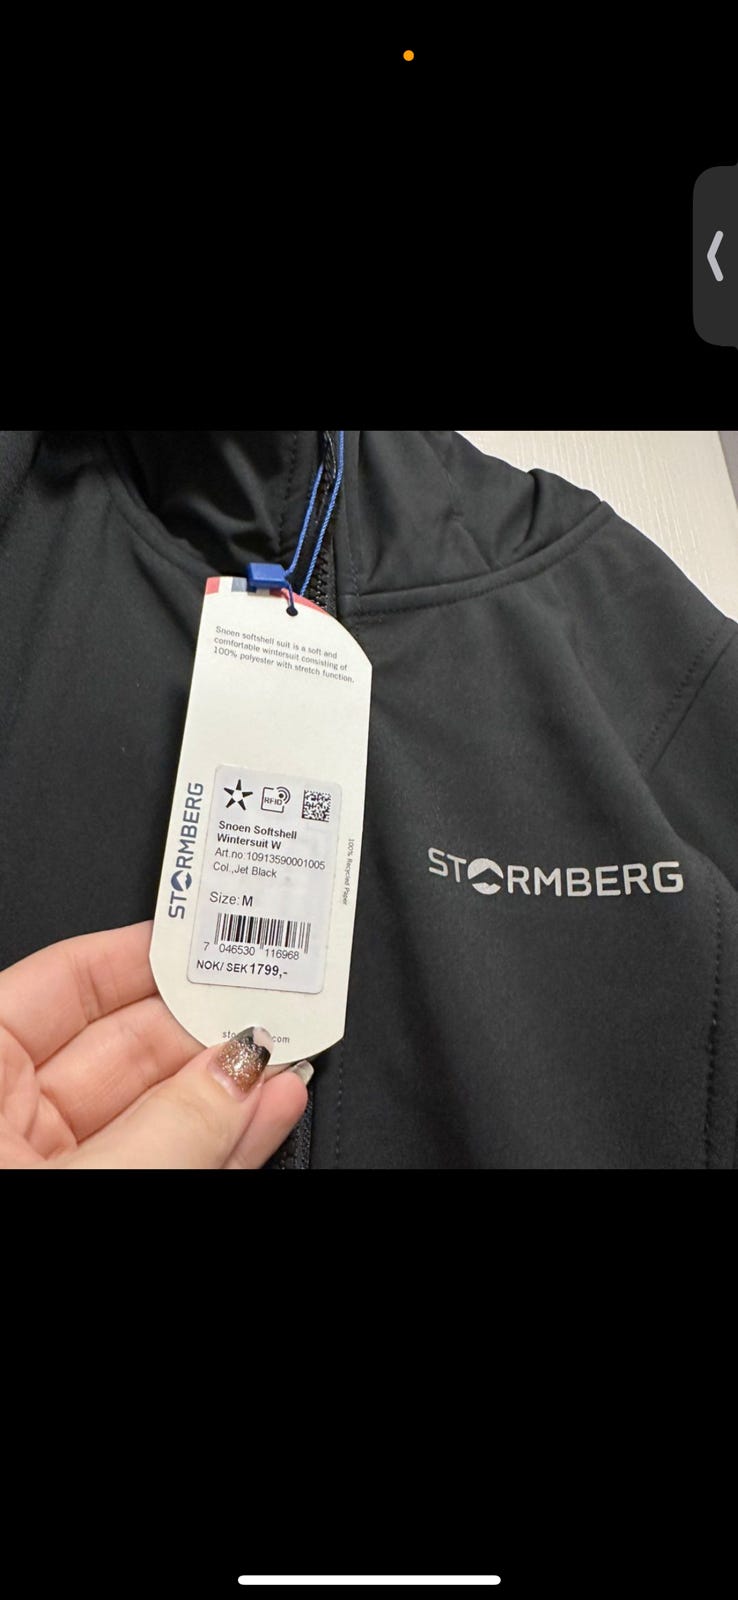 Snoen softshell suit is a soft and
comfortable wintersuit consisting of
100% polyester with stretch function.
STORMBERG
RFID
Snoen Softshell
Wintersuit W
Art.no:10913590001005
Col.,Jet Black
Size: M
7 046530 116968
NOK/ SEK 1799,-
100% Recycled Paper
STORMBERG